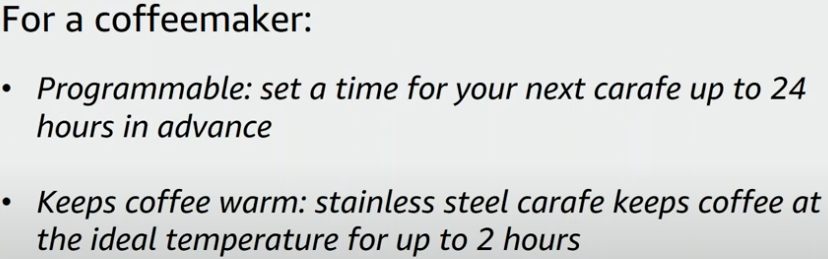 For a coffeemaker:
• Programmable: set a time for your next carafe up to 24
hours in advance
• Keeps coffee warm: stainless steel carafe keeps coffee at
the ideal temperature for up to 2 hours